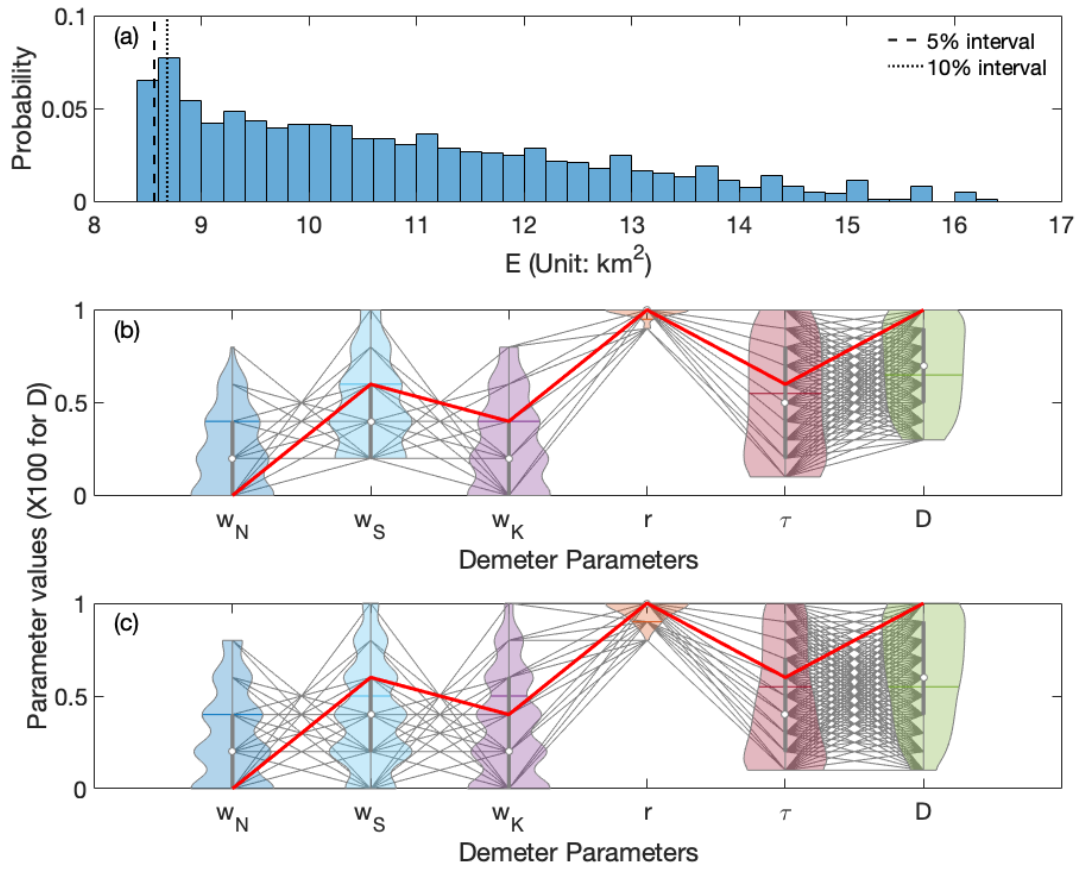 (a)
0.1
0.05
0
Probability
5% interval
10% interval
8 9 10 11 12 13 14 15 16 17
E (Unit: km²)
Parameter values (X100 for D)
(b)
1
0.5
0
w_N w_S w_K r τ D
Demeter Parameters
(c)
1
0.5
0
w_N w_S w_K r τ D
Demeter Parameters